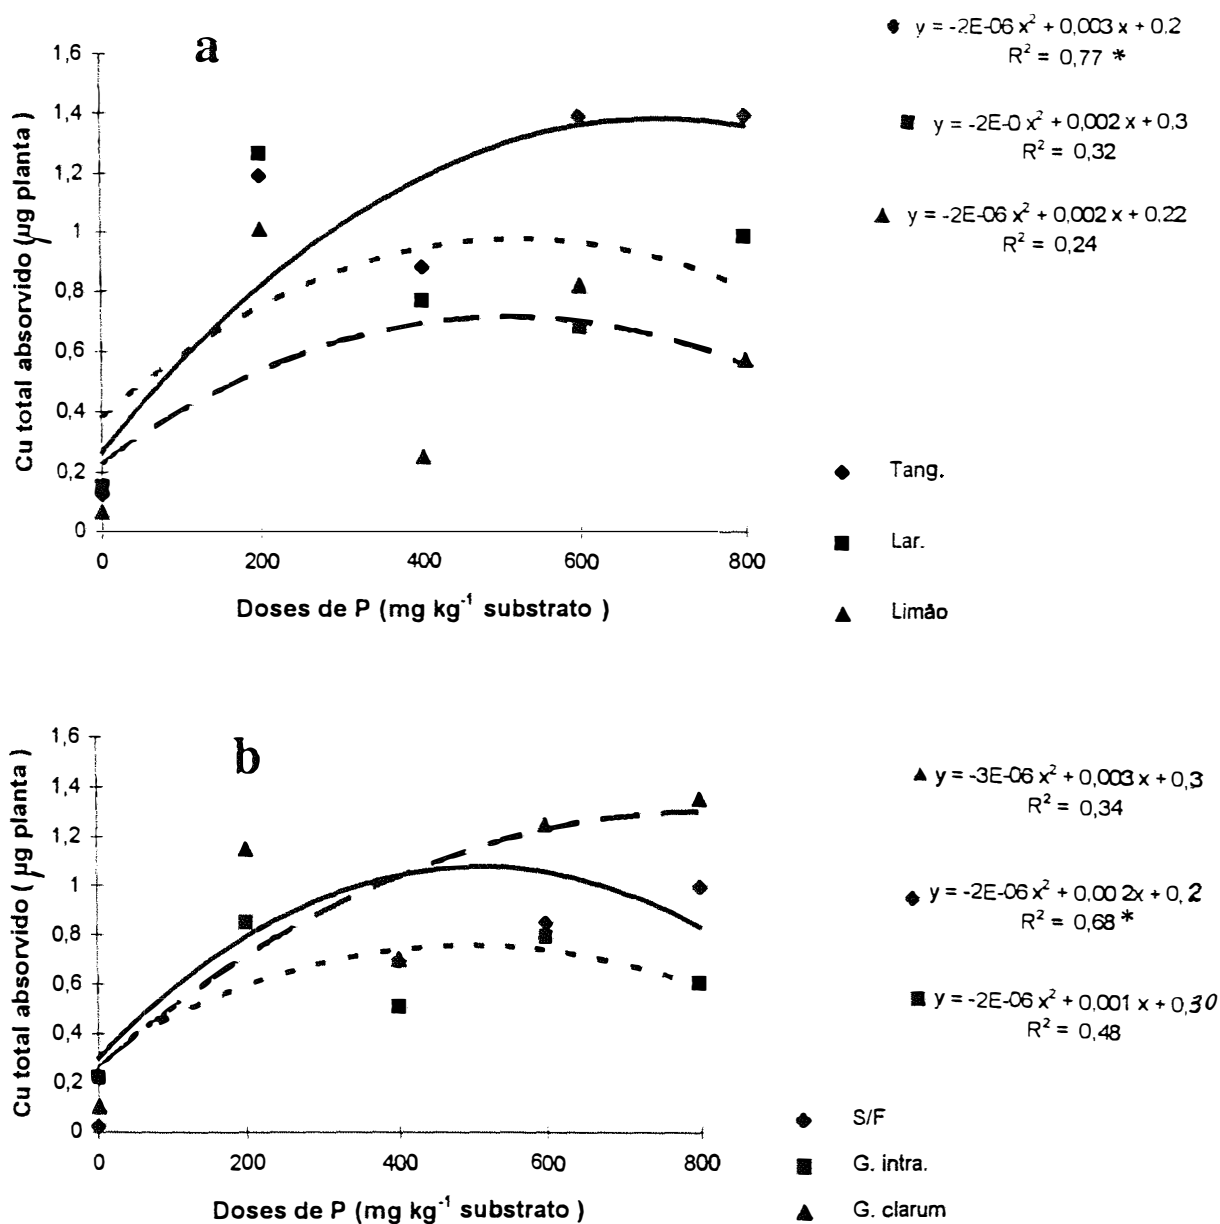 a
y = -2E-06 x² + 0,003 x + 0.2
R² = 0,77 *
y = -2E-0 x² + 0,002 x + 0.3
R² = 0,32
y = -2E-06 x² + 0,002 x + 0.22
R² = 0,24
Cu total absorvido (µg planta )
1,6
1,4
1,2
1
0,8
0,6
0,4
0,2
0
0 200 400 600 800
Doses de P (mg kg⁻¹ substrato )
Tang.
Lar.
Limão
b
y = -3E-06 x² + 0,003 x + 0,3
R² = 0,34
y = -2E-06 x² + 0,002x + 0,2
R² = 0,68 *
y = -2E-06 x² + 0,001 x + 0,30
R² = 0,48
Cu total absorvido ( µg planta )
1,6
1,4
1,2
1
0,8
0,6
0,4
0,2
0
0 200 400 600 800
Doses de P (mg kg⁻¹ substrato )
S/F
G. intra.
G. clarum